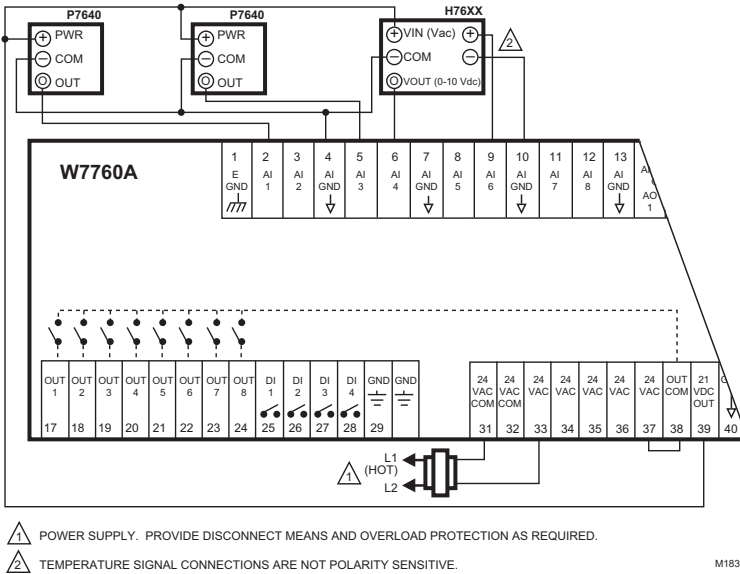 P7640 P7640 H76XX
PWR PWR VIN (Vac) 2
COM COM COM
OUT OUT VOUT (0-10 Vdc)
W7760A
1 2 3 4 5 6 7 8 9 10 11 12 13
E AI AI AI AI AI AI AI AI AI AI AI AI AI
GND 1 2 GND 3 4 GND 5 6 GND 7 8 GND
AO
1
OUT OUT OUT OUT OUT OUT OUT OUT DI DI DI DI GND GND
1 2 3 4 5 6 7 8 1 2 3 4
17 18 19 20 21 22 23 24 25 26 27 28 29
24 24 24 24 24 24 24 OUT 21
VAC VAC VAC VAC VAC VAC VAC COM VDC
COM COM OUT
31 32 33 34 35 36 37 38 39 40
L1
1 (HOT)
L2
1 POWER SUPPLY. PROVIDE DISCONNECT MEANS AND OVERLOAD PROTECTION AS REQUIRED.
2 TEMPERATURE SIGNAL CONNECTIONS ARE NOT POLARITY SENSITIVE.
M183